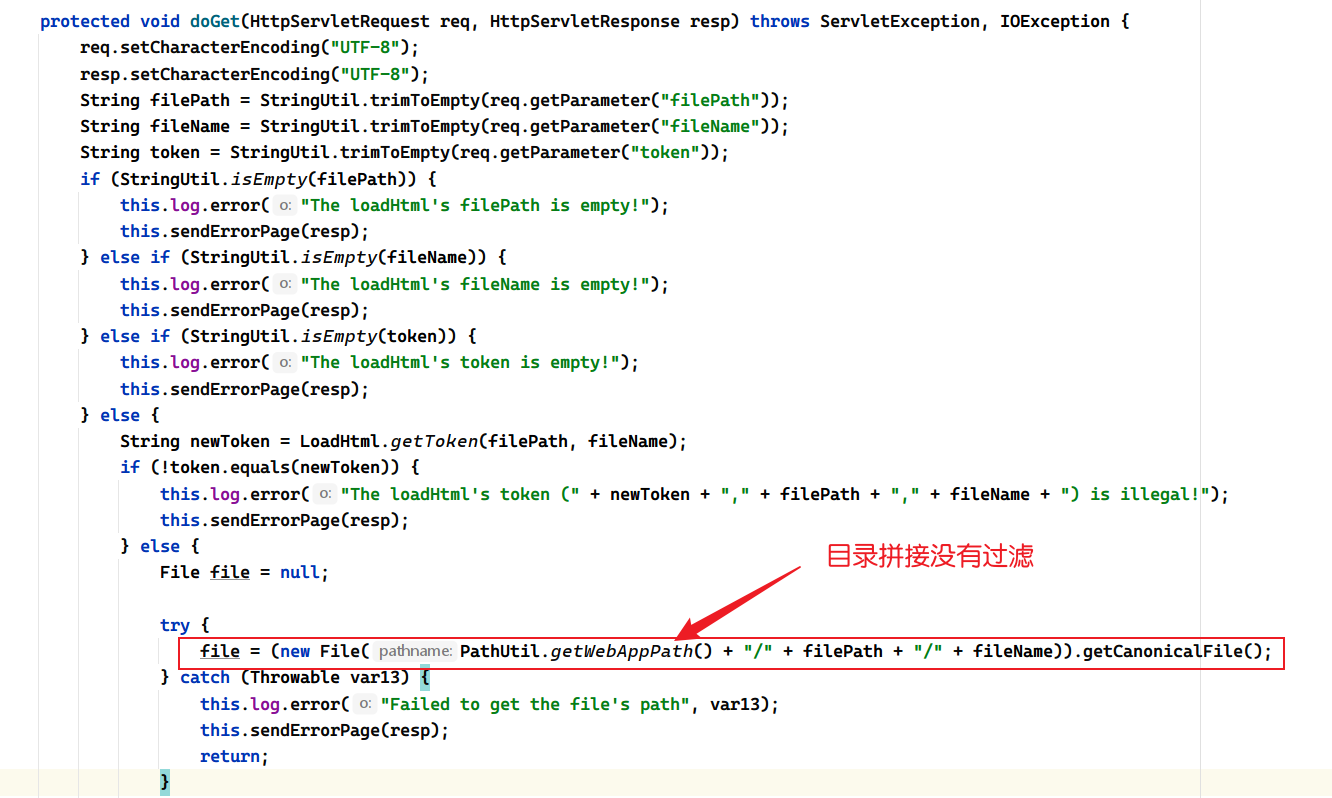 protected void doGet(HttpServletRequest req, HttpServletResponse resp) throws ServletException, IOException {
req.setCharacterEncoding("UTF-8");
resp.setCharacterEncoding("UTF-8");
String filePath = StringUtil.trimToEmpty(req.getParameter("filePath"));
String fileName = StringUtil.trimToEmpty(req.getParameter("fileName"));
String token = StringUtil.trimToEmpty(req.getParameter("token"));
if (StringUtil.isEmpty(filePath)) {
this.log.error( o: "The loadHtml's filePath is empty!");
this.sendErrorPage(resp);
} else if (StringUtil.isEmpty(fileName)) {
this.log.error( o: "The loadHtml's fileName is empty!");
this.sendErrorPage(resp);
} else if (StringUtil.isEmpty(token)) {
this.log.error( o: "The loadHtml's token is empty!");
this.sendErrorPage(resp);
} else {
String newToken = LoadHtml.getToken(filePath, fileName);
if (!token.equals(newToken)) {
this.log.error( o: "The loadHtml's token (" + newToken + "," + filePath + "," + fileName + ") is illegal!");
this.sendErrorPage(resp);
} else {
目录拼接没有过滤
File file = null;
try {
file = (new File( pathname: PathUtil.getWebAppPath() + "/" + filePath + "/" + fileName)).getCanonicalFile();
} catch (Throwable var13) {
this.log.error( o: "Failed to get the file's path", var13);
this.sendErrorPage(resp);
return;
}